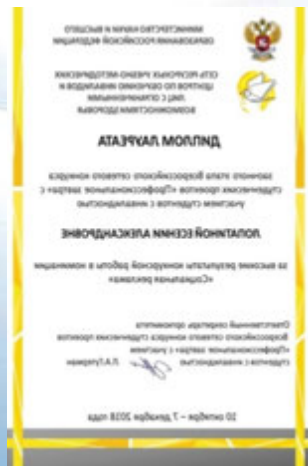 МИНИСТЕРСТВО НАУКИ И ВЫСШЕГО
ОБРАЗОВАНИЯ РОССИЙСКОЙ ФЕДЕРАЦИИ
СЕТЬ РЕСУРСНЫХ УЧЕБНО-МЕТОДИЧЕСКИХ
ЦЕНТРОВ ПО ОБУЧЕНИЮ ИНВАЛИДОВ И
ЛИЦ С ОГРАНИЧЕННЫМИ
ВОЗМОЖНОСТЯМИ ЗДОРОВЬЯ
ДИПЛОМ ЛАУРЕАТА
заочного этапа Всероссийского сетевого конкурса
студенческих проектов «Профессиональное завтра» с
участием студентов с инвалидностью
ЛОПАТИНОЙ ЕСЕНИИ АЛЕКСАНДРОВНЕ
за высокие результаты конкурсной работы в номинации
«Социальная реклама»
Ответственный секретарь оргкомитета
Всероссийского сетевого конкурса студенческих проектов
«Профессиональное завтра» с участием
студентов с инвалидностью
20 октября – 7 декабря 2018 года